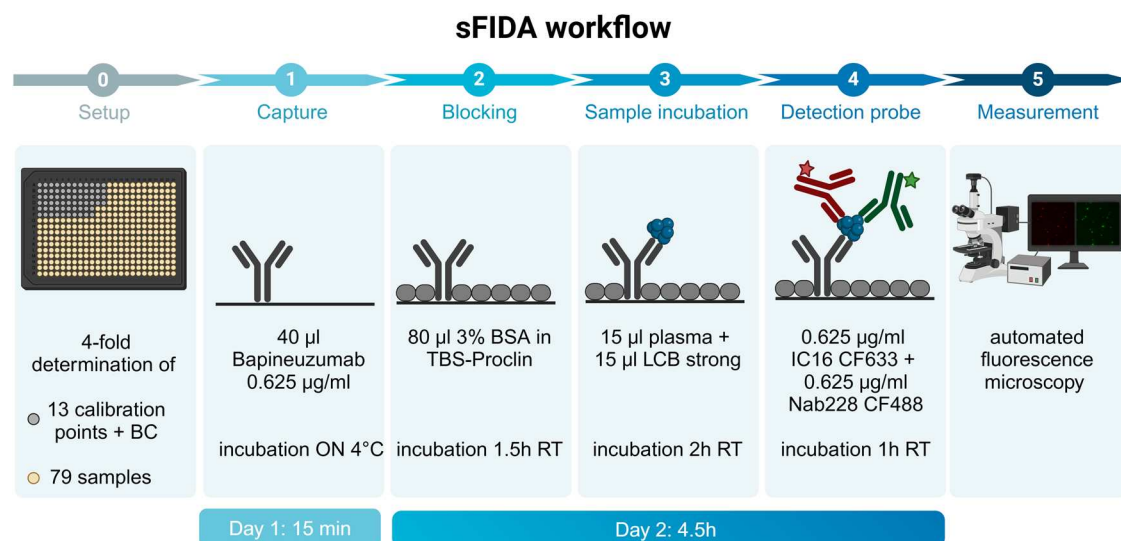 sFIDA workflow
0
Setup
1
Capture
2
Blocking
3
Sample incubation
4
Detection probe
5
Measurement
4-fold
determination of
13 calibration
points + BC
79 samples
40 µl
Bapineuzumab
0.625 µg/ml
incubation ON 4°C
80 µl 3% BSA in
TBS-Proclin
incubation 1.5h RT
15 µl plasma +
15 µl LCB strong
incubation 2h RT
0.625 µg/ml
IC16 CF633 +
0.625 µg/ml
Nab228 CF488
incubation 1h RT
automated
fluorescence
microscopy
Day 1: 15 min
Day 2: 4.5h